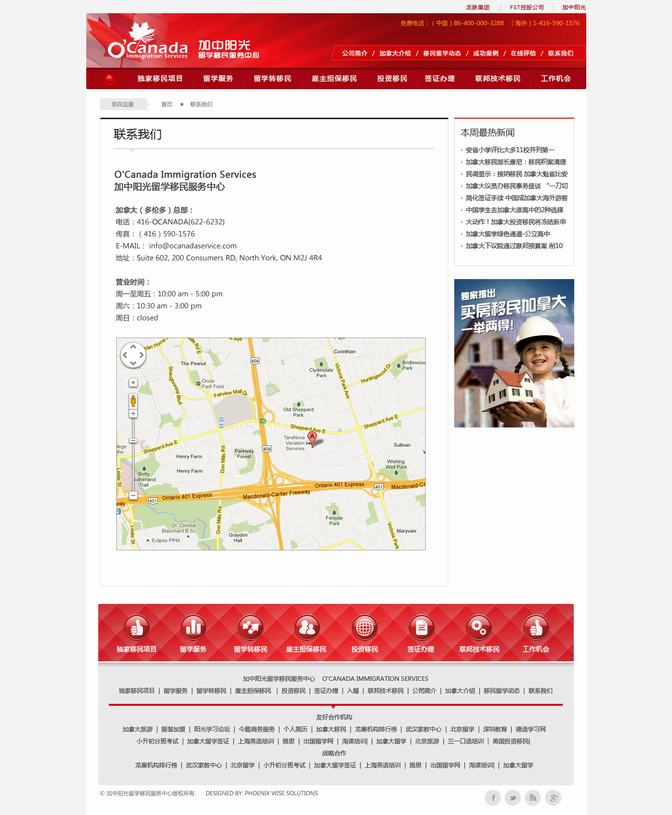 龙脉集团 | FST控股公司 | 加中阳光
免费电话：（中国）86-400-000-3288 （海外）1-416-590-1576
O'Canada
Immigration Services
加中阳光
留学移民服务中心
公司简介 / 加拿大介绍 / 移民留学动态 / 成功案例 / 在线评估 / 联系我们
独家移民项目 留学服务 留学转移民 雇主担保移民 投资移民 签证办理 联邦技术移民 工作机会
您在这里 首页 联系我们
联系我们
O'Canada Immigration Services
加中阳光留学移民服务中心
加拿大（多伦多）总部：
电话：416-OCANADA(622-6232)
传真：（416）590-1576
E-MAIL： info@ocanadaservice.com
地址：Suite 602, 200 Consumers RD, North York, ON M2J 4R4
营业时间：
周一至周五：10:00 am - 5:00 pm
周六：10:30 am - 3:00 pm
周日：closed
本周最热新闻
安省小学评比大多11校并列第一
加拿大移民部长康尼：移民积案清理
民调显示：接纳移民 加拿大魁省比安
加拿大议员办移民事务座谈 “一刀切
简化签证手续 中国成加拿大海外游客
中国学生去加拿大读高中的2种选择
大动作！加拿大投资移民将冻结新申
加拿大留学绿色通道-公立高中
加拿大下议院通过联邦预算案 削10
独家推出
买房移民加拿大
一举两得!
Corinthian
The Peanut
Clydesdale Park
Oriole Park Field
Fairview Mall Dr
Old Sheppard Park
Sheppard Ave E
Sheppard Ave E
TaraNova Vacation Services
A
Henry Farm
Henry Farm
Parkway Forest
Sullivan
Wishing Well Park
Betty Sutherland
Ontario 401 Express
Ontario 401 Express
Macdonald-Cartier Freeway
Don Mills Rd
Dr. Christal Blanchard B Sc
Eclipse PPM
Graydon Hall
Fenside Park
Maryvale
独家移民项目 留学服务 留学转移民 雇主担保移民 投资移民 签证办理 联邦技术移民 工作机会
加中阳光留学移民服务中心 O'CANADA IMMIGRATION SERVICES
独家移民项目 | 留学服务 | 留学转移民 | 雇主担保移民 | 投资移民 | 签证办理 | 入籍 | 联邦技术移民 | 公司简介 | 加拿大介绍 | 移民留学动态 | 联系我们
友好合作机构
加拿大旅游 | 服装加盟 | 阳光学习论坛 | 今题商务服务 | 个人简历 | 加拿大移民 | 龙巢机构排行榜 | 武汉家教中心 | 北京留学 | 深圳教育 | 德语学习网
小升初分班考试 | 加拿大留学签证 | 上海英语培训 | 雅思 | 出国留学网 | 淘课培训| | 加拿大留学 | 北京旅游 | 三一口语培训 | 美国投资移民|
战略合作
龙巢机构排行榜 | 武汉家教中心 | 北京留学 | 小升初分班考试 | 加拿大留学签证 | 上海英语培训 | 雅思 | 出国留学网 | 淘课培训| | 加拿大留学
© 加中阳光留学移民服务中心版权所有. DESIGNED BY: PHOENIX WISE SOLUTIONS